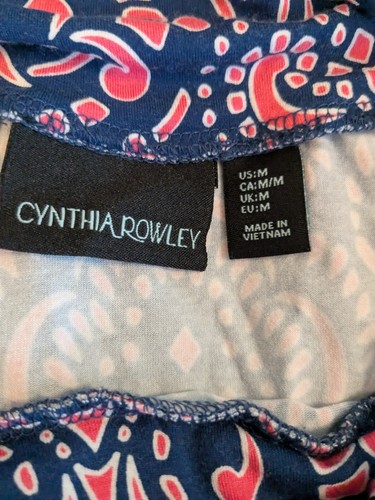 CYNTHIA ROWLEY
US:M
CA:M/M
UK:M
EU:M
MADE IN
VIETNAM